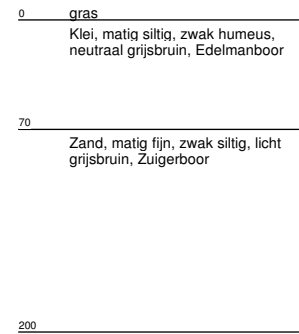 0 gras
Klei, matig siltig, zwak humeus,
neutraal grijsbruin, Edelmanboor
70
Zand, matig fijn, zwak siltig, licht
grijsbruin, Zuigerboor
200